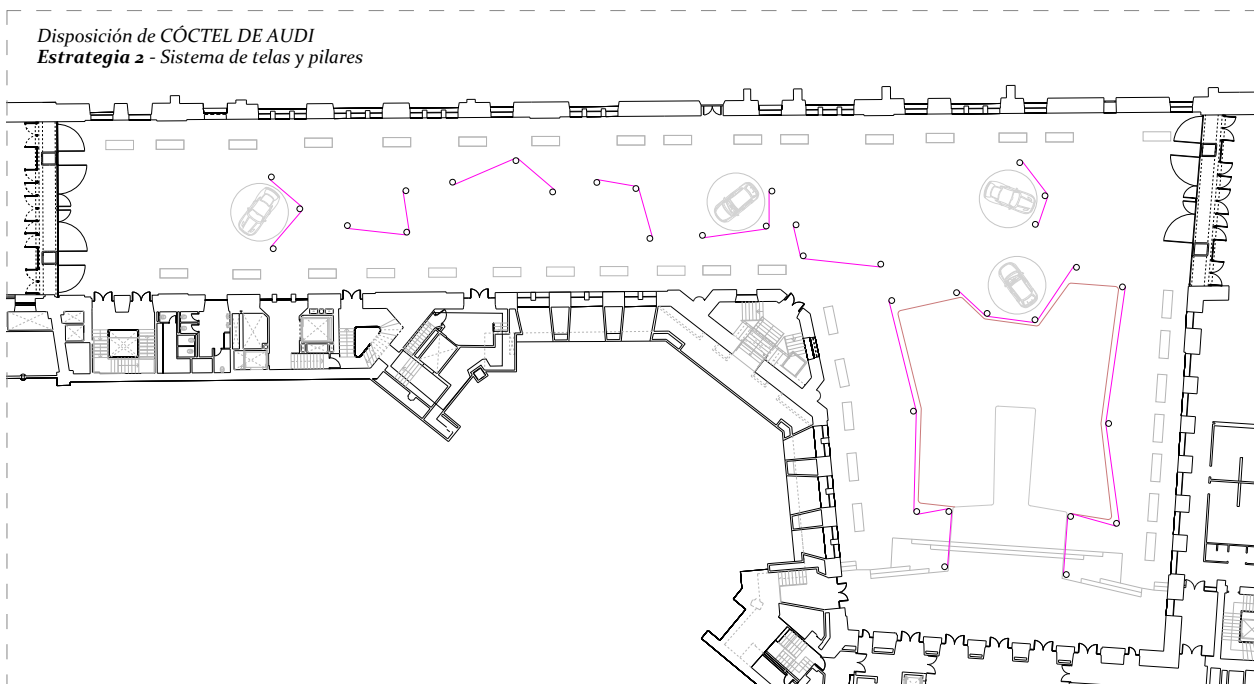 Disposición de CÓCTEL DE AUDI
Estrategia 2 - Sistema de telas y pilares